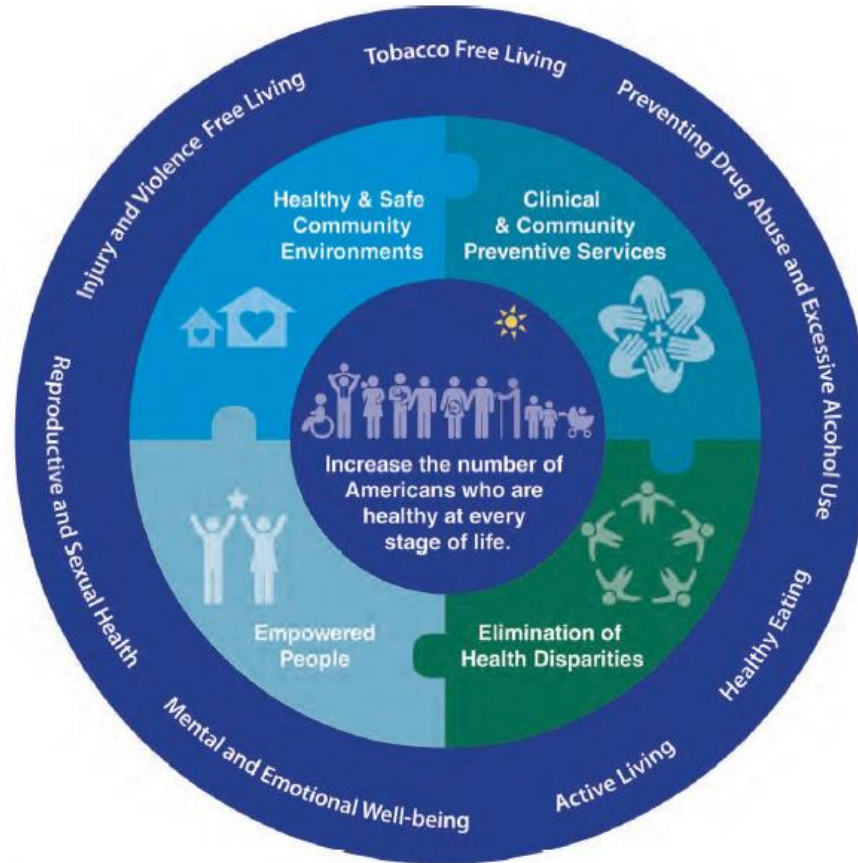 Tobacco Free Living
Preventing Drug Abuse and Excessive Alcohol Use
Healthy Eating
Active Living
Mental and Emotional Well-being
Reproductive and Sexual Health
Injury and Violence Free Living
Healthy & Safe
Community
Environments
Clinical
& Community
Preventive Services
Increase the number of
Americans who are
healthy at every
stage of life.
Empowered
People
Elimination of
Health Disparities